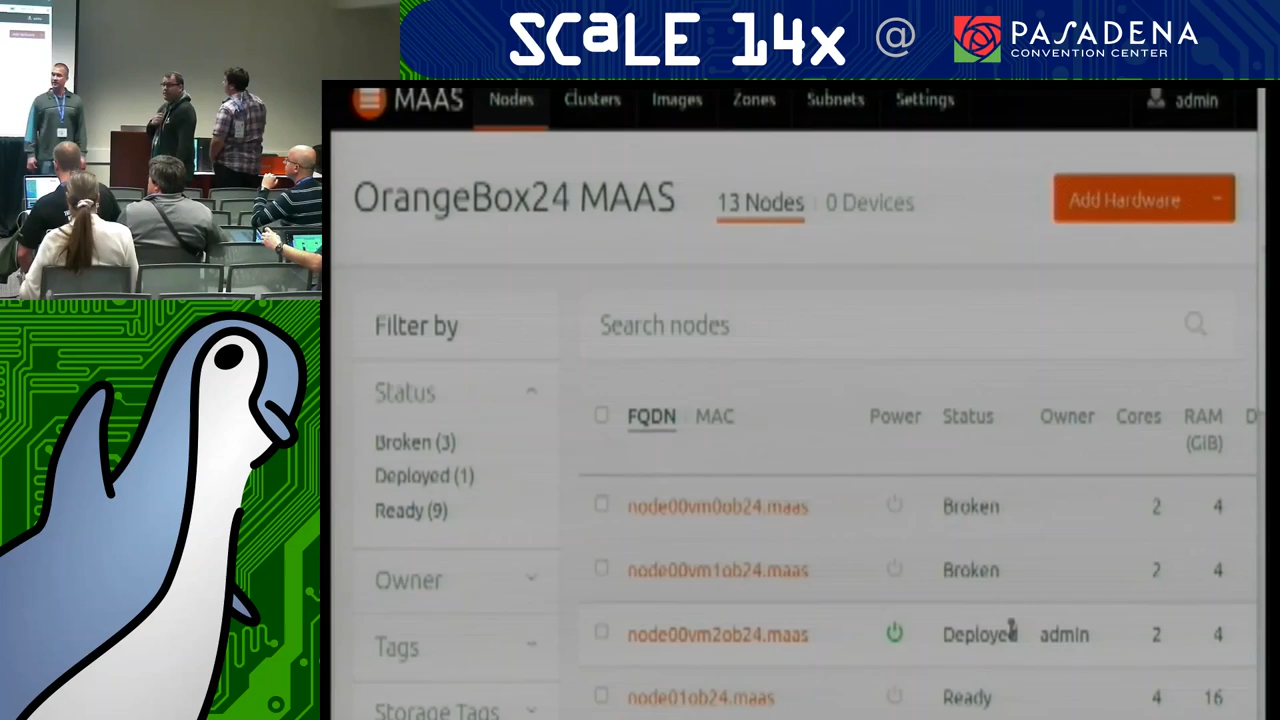 SCaLE 14x @ PASADENA
CONVENTION CENTER
MAAS Nodes Clusters Images Zones Subnets Settings admin
OrangeBox24 MAAS 13 Nodes 0 Devices Add Hardware
Filter by
Search nodes
Status
Broken (3)
Deployed (1)
Ready (9)
Owner
Tags
Storage Tags
FQDN MAC Power Status Owner Cores RAM
(GiB)
node00vm0ob24.maas Broken 2 4
node00vm1ob24.maas Broken 2 4
node00vm2ob24.maas Deployed admin 2 4
node01ob24.maas Ready 4 16